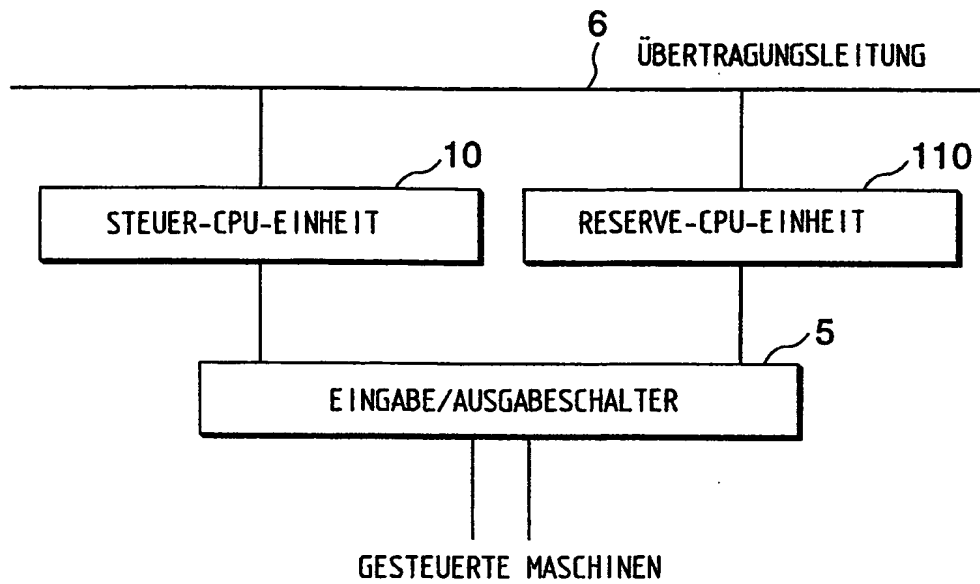 6
ÜBERTRAGUNGSLEITUNG
10
110
STEUER-CPU-EINHEIT
RESERVE-CPU-EINHEIT
5
EINGABE/AUSGABESCHALTER
GESTEUERTE MASCHINEN